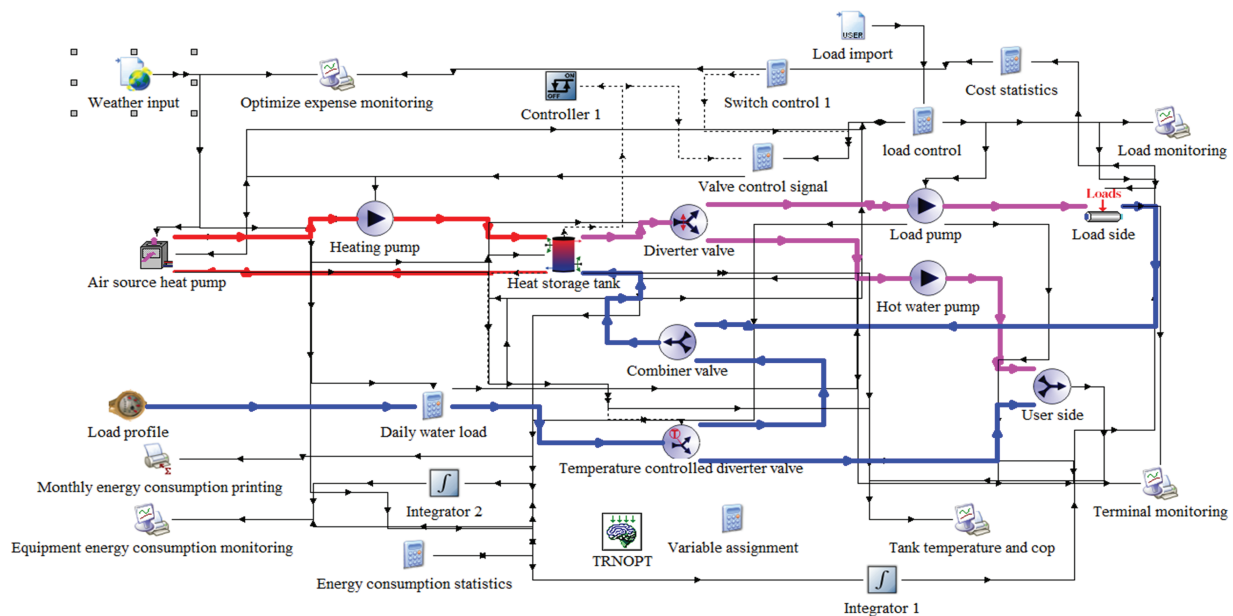 USER
Load import
Weather input
Optimize expense monitoring
ON
OFF
Controller 1
Switch control 1
Cost statistics
load control
Load monitoring
Valve control signal
Loads
Heating pump
Air source heat pump
Heat storage tank
Diverter valve
Load pump
Load side
Hot water pump
Combiner valve
User side
Load profile
Daily water load
T
Temperature controlled diverter valve
Σ
Monthly energy consumption printing
∫
Integrator 2
Terminal monitoring
Equipment energy consumption monitoring
Energy consumption statistics
TRNOPT
Variable assignment
Tank temperature and cop
∫
Integrator 1